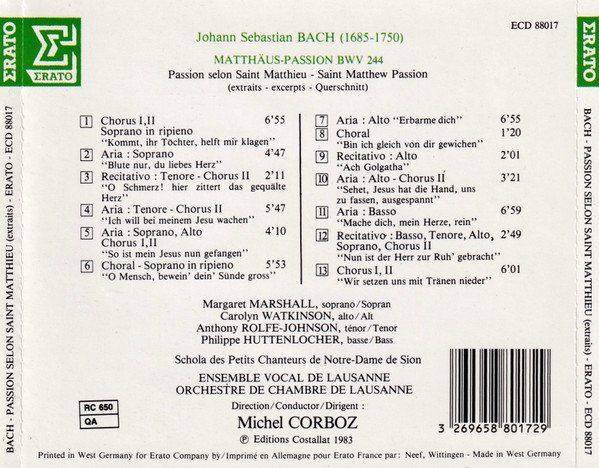 ERATO
ERATO
BACH - PASSION SELON SAINT MATTHIEU (extraits) - ERATO - ECD 88017
ECD 88017
Johann Sebastian BACH (1685-1750)
MATTHÄUS-PASSION BWV 244
Passion selon Saint Matthieu - Saint Matthew Passion
(extraits - excerpts - Querschnitt)
1 Chorus I,II 6'55
Soprano in ripieno
"Kommt, ihr Töchter, helft mir klagen"
2 Aria : Soprano 4'47
"Blute nur, du liebes Herz"
3 Recitativo : Tenore - Chorus II 2'11
"O Schmerz! hier zittert das gequälte
Herz"
4 Aria : Tenore - Chorus II 5'47
"Ich will bei meinem Jesu wachen"
5 Aria : Soprano, Alto 4'10
Chorus I,II
"So ist mein Jesus nun gefangen"
6 Choral - Soprano in ripieno 5'53
"O Mensch, bewein' dein' Sünde gross"
7 Aria : Alto "Erbarme dich" 6'55
8 Choral 1'20
"Bin ich gleich von dir gewichen"
9 Recitativo : Alto 2'01
"Ach Golgatha"
10 Aria : Alto - Chorus II 3'21
"Sehet, Jesus hat die Hand, uns
zu fassen, ausgespannt"
11 Aria : Basso 6'59
"Mache dich, mein Herze, rein"
12 Recitativo : Basso, Tenore, Alto, 2'49
Soprano, Chorus II
"Nun ist der Herr zur Ruh' gebracht"
13 Chorus I, II 6'01
"Wir setzen uns mit Tränen nieder"
Margaret MARSHALL, soprano/Sopran
Carolyn WATKINSON, alto/Alt
Anthony ROLFE-JOHNSON, ténor/Tenor
Philippe HUTTENLOCHER, basse/Bass
Schola des Petits Chanteurs de Notre-Dame de Sion
ENSEMBLE VOCAL DE LAUSANNE
ORCHESTRE DE CHAMBRE DE LAUSANNE
Direction/Conductor/Dirigent :
Michel CORBOZ
℗ Editions Costallat 1983
RC 650
QA
3 269658 801729
Printed in West Germany for Erato Company by/Imprimé en Allemagne pour Erato France par: Neef, Wittingen - Made in West Germany
ERATO
BACH - PASSION SELON SAINT MATTHIEU (extraits) - ERATO - ECD 88017